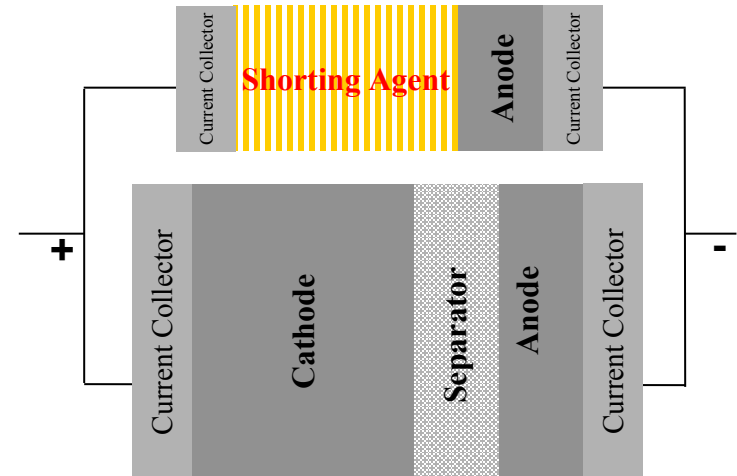 Current Collector
Shorting Agent
Anode
Current Collector
+
-
Current Collector
Cathode
Separator
Anode
Current Collector